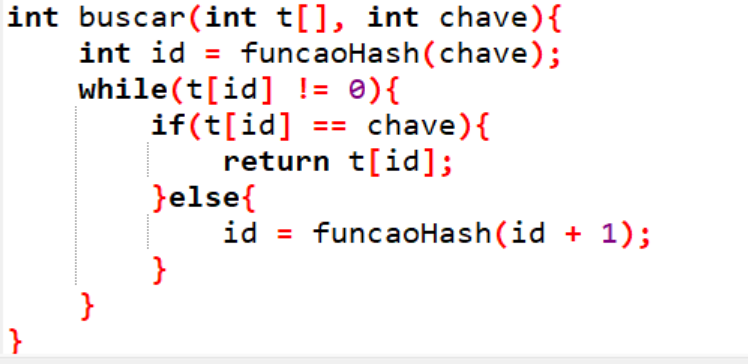 int buscar(int t[], int chave){
    int id = funcaoHash(chave);
    while(t[id] != 0){
        if(t[id] == chave){
            return t[id];
        }else{
            id = funcaoHash(id + 1);
        }
    }
}